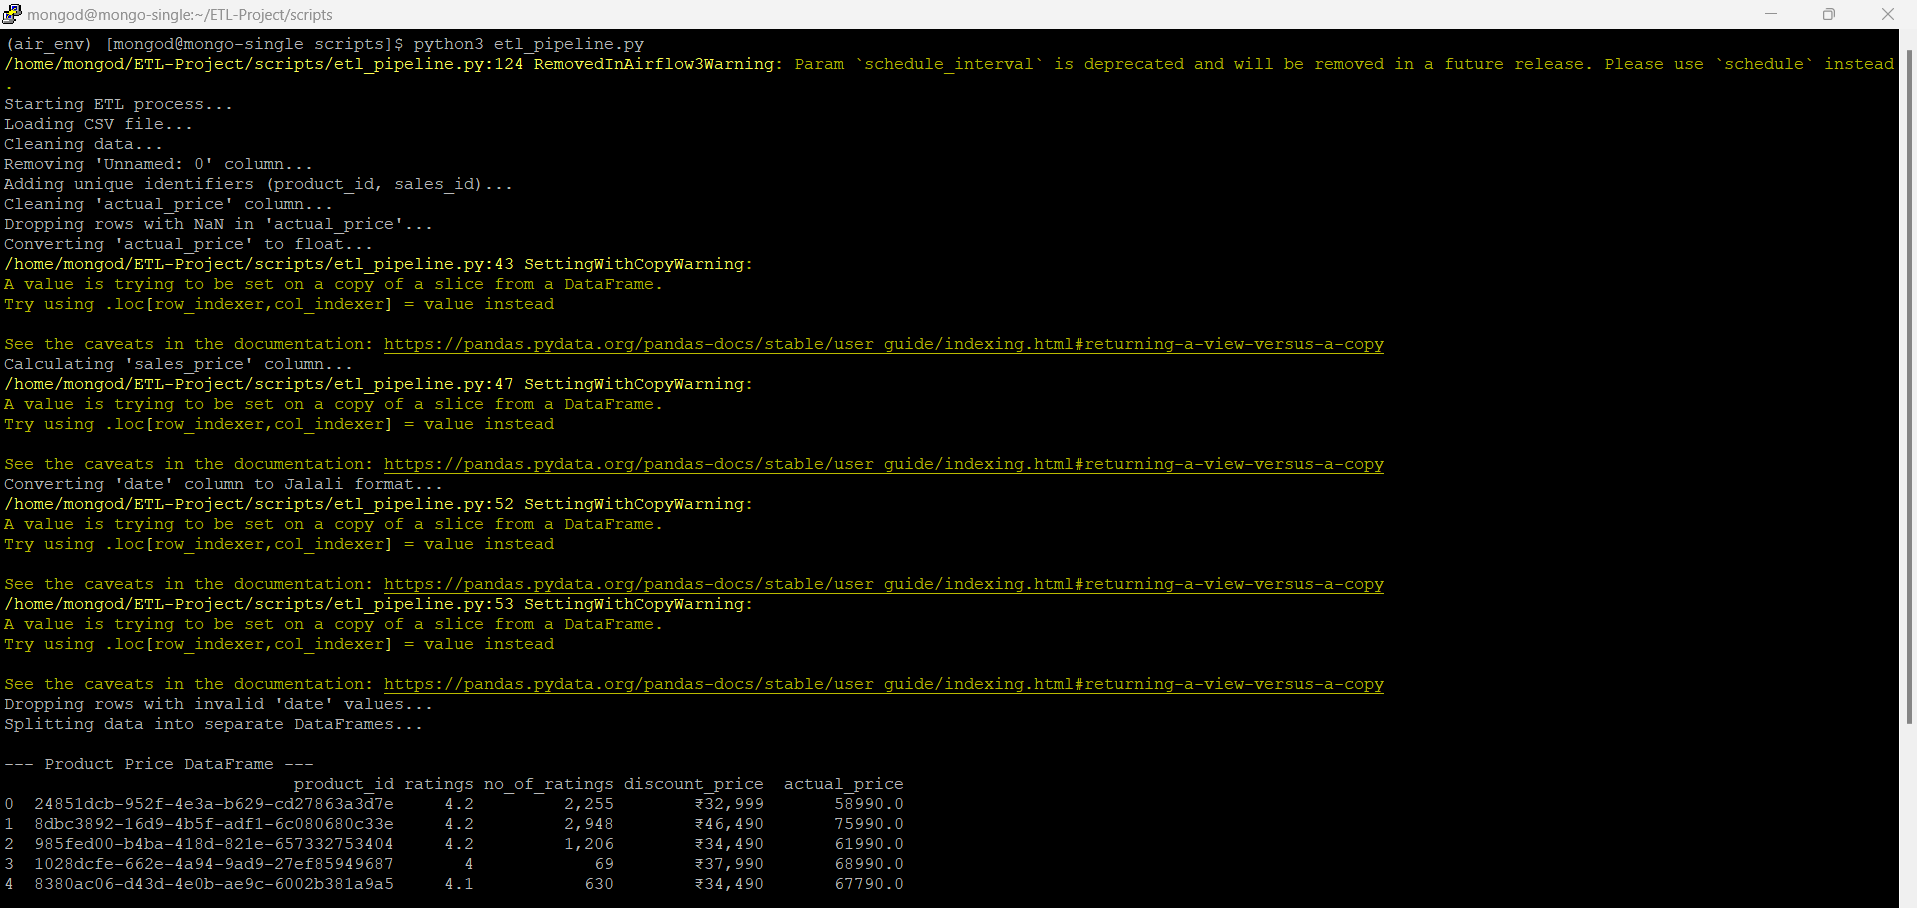 mongod@mongo-single:~/ETL-Project/scripts
(air_env) [mongod@mongo-single scripts]$ python3 etl_pipeline.py
/home/mongod/ETL-Project/scripts/etl_pipeline.py:124 RemovedInAirflow3Warning: Param `schedule_interval` is deprecated and will be removed in a future release. Please use `schedule` instead
.
Starting ETL process...
Loading CSV file...
Cleaning data...
Removing 'Unnamed: 0' column...
Adding unique identifiers (product_id, sales_id)...
Cleaning 'actual_price' column...
Dropping rows with NaN in 'actual_price'...
Converting 'actual_price' to float...
/home/mongod/ETL-Project/scripts/etl_pipeline.py:43 SettingWithCopyWarning:
A value is trying to be set on a copy of a slice from a DataFrame.
Try using .loc[row_indexer,col_indexer] = value instead
See the caveats in the documentation: https://pandas.pydata.org/pandas-docs/stable/user_guide/indexing.html#returning-a-view-versus-a-copy
Calculating 'sales_price' column...
/home/mongod/ETL-Project/scripts/etl_pipeline.py:47 SettingWithCopyWarning:
A value is trying to be set on a copy of a slice from a DataFrame.
Try using .loc[row_indexer,col_indexer] = value instead
See the caveats in the documentation: https://pandas.pydata.org/pandas-docs/stable/user_guide/indexing.html#returning-a-view-versus-a-copy
Converting 'date' column to Jalali format...
/home/mongod/ETL-Project/scripts/etl_pipeline.py:52 SettingWithCopyWarning:
A value is trying to be set on a copy of a slice from a DataFrame.
Try using .loc[row_indexer,col_indexer] = value instead
See the caveats in the documentation: https://pandas.pydata.org/pandas-docs/stable/user_guide/indexing.html#returning-a-view-versus-a-copy
/home/mongod/ETL-Project/scripts/etl_pipeline.py:53 SettingWithCopyWarning:
A value is trying to be set on a copy of a slice from a DataFrame.
Try using .loc[row_indexer,col_indexer] = value instead
See the caveats in the documentation: https://pandas.pydata.org/pandas-docs/stable/user_guide/indexing.html#returning-a-view-versus-a-copy
Dropping rows with invalid 'date' values...
Splitting data into separate DataFrames...
--- Product Price DataFrame ---
product_id ratings no_of_ratings discount_price actual_price
0 24851dcb-952f-4e3a-b629-cd27863a3d7e 4.2 2,255 ₹32,999 58990.0
1 8dbc3892-16d9-4b5f-adf1-6c080680c33e 4.2 2,948 ₹46,490 75990.0
2 985fed00-b4ba-418d-821e-657332753404 4.2 1,206 ₹34,490 61990.0
3 1028dcfe-662e-4a94-9ad9-27ef85949687 4 69 ₹37,990 68990.0
4 8380ac06-d43d-4e0b-ae9c-6002b381a9a5 4.1 630 ₹34,490 67790.0